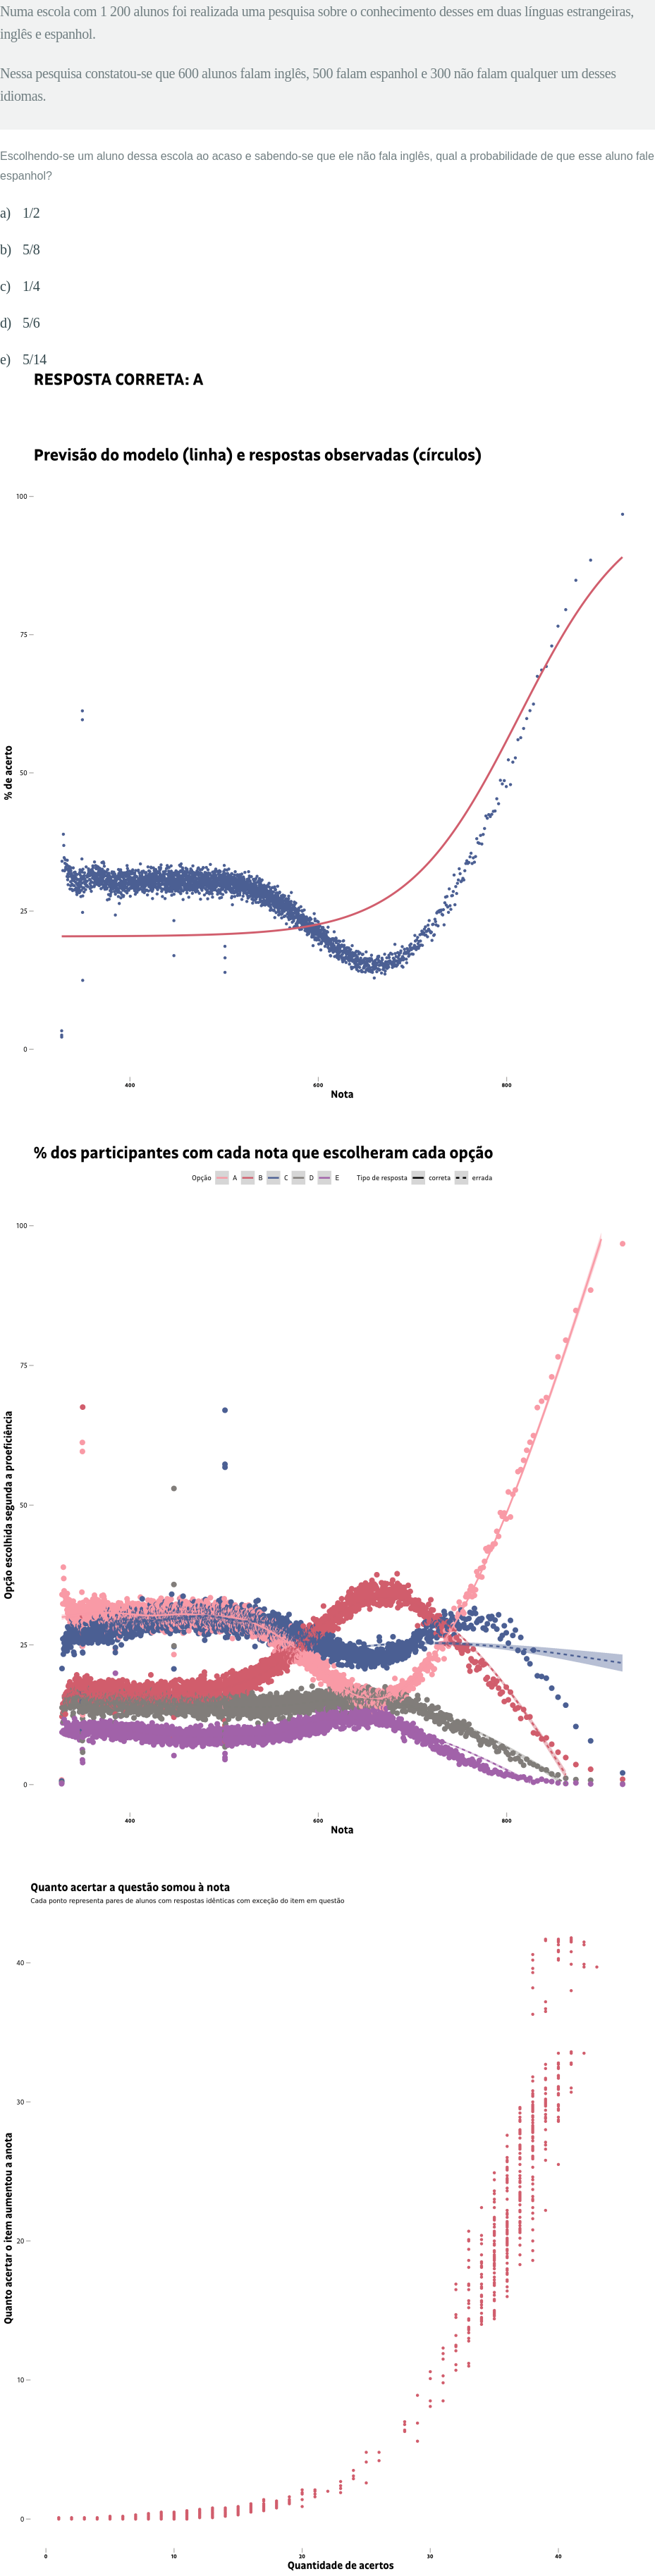 Numa escola com 1 200 alunos foi realizada uma pesquisa sobre o conhecimento desses em duas línguas estrangeiras,
inglês e espanhol.
Nessa pesquisa constatou-se que 600 alunos falam inglês, 500 falam espanhol e 300 não falam qualquer um desses
idiomas.
Escolhendo-se um aluno dessa escola ao acaso e sabendo-se que ele não fala inglês, qual a probabilidade de que esse aluno fale
espanhol?
a) 1/2
b) 5/8
c) 1/4
d) 5/6
e) 5/14
RESPOSTA CORRETA: A
Previsão do modelo (linha) e respostas observadas (círculos)
100
75
50
25
0
% de acerto
400 600 800
Nota
% dos participantes com cada nota que escolheram cada opção
Opção A B C D E Tipo de resposta correta errada
100
75
50
25
0
Opção escolhida segunda a proeficiência
400 600 800
Nota
Quanto acertar a questão somou à nota
Cada ponto representa pares de alunos com respostas idênticas com exceção do item em questão
40
30
20
10
0
Quanto acertar o item aumentou a anota
0 10 20 30 40
Quantidade de acertos